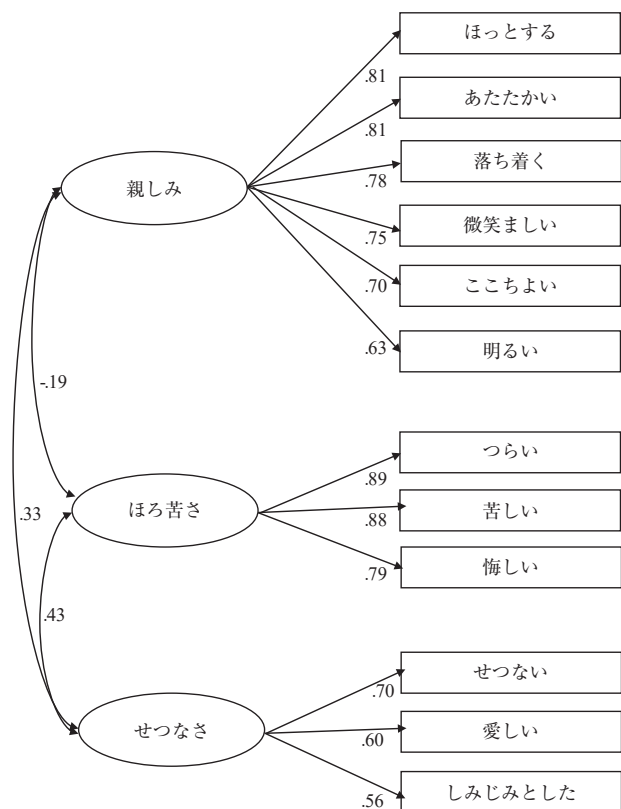 ほっとする
.81
あたたかい
.81
落ち着く
親しみ
.78
微笑ましい
.75
ここちよい
.70
.63
明るい
-.19
つらい
.89
ほろ苦さ
苦しい
.88
.33
悔しい
.79
.43
せつない
.70
せつなさ
愛しい
.60
しみじみとした
.56